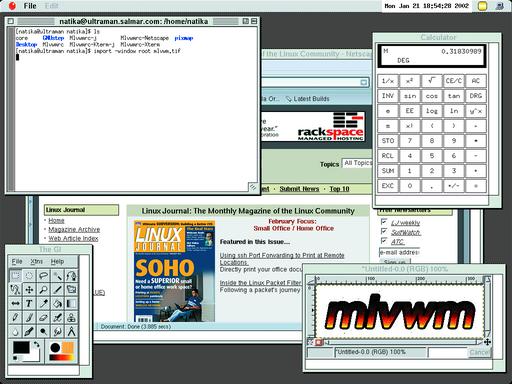 File Edit
Mon Jan 21 18:54:28 2002
natika@ultraman.salmar.com: /home/natika
[natika@ultraman natika]$ ls
core GNUstep Mlvwmrc-j Mlvwmrc-Netscape pixmap
Desktop Mlvwmrc Mlvwmrc-Kterm-j Mlvwmrc-Xterm
[natika@ultraman natika]$ import -window root mlvwm.tif
Calculator
M 0.31830989
DEG
1/x x² √ CE/C AC
INV sin cos tan DRG
e EE log ln y^x
π x! ( ) ÷
STO 7 8 9 *
RCL 4 5 6 -
SUM 1 2 3 +
EXC 0 . +/- =
of the Linux Community - Netscape
Latest Builds
rackspace
MANAGED HOSTING
Topics All Topics
Submit News · Top 10
Linux Journal
Home
Magazine Archive
Web Article Index
Linux Journal: The Monthly Magazine of the Linux Community
LINUX
JOURNAL
SOHO
Need a SUPERIOR small
or home office work space?
February Focus:
Small Office / Home Office
Featured in this Issue...
Using ssh Port Forwarding to Print at Remote
Locations
Directly print your office docu
Inside the Linux Packet Filter
Following a packet's journey
Free Newsletters
LJ weekly
SoftWatch
ATC
e-mail address
Document: Done (3.885 secs)
The GI
File Xtns Help
"Untitled-0.0 (RGB) 100%
mlvwm
"Untitled-0.0 (RGB) 100%
Cancel